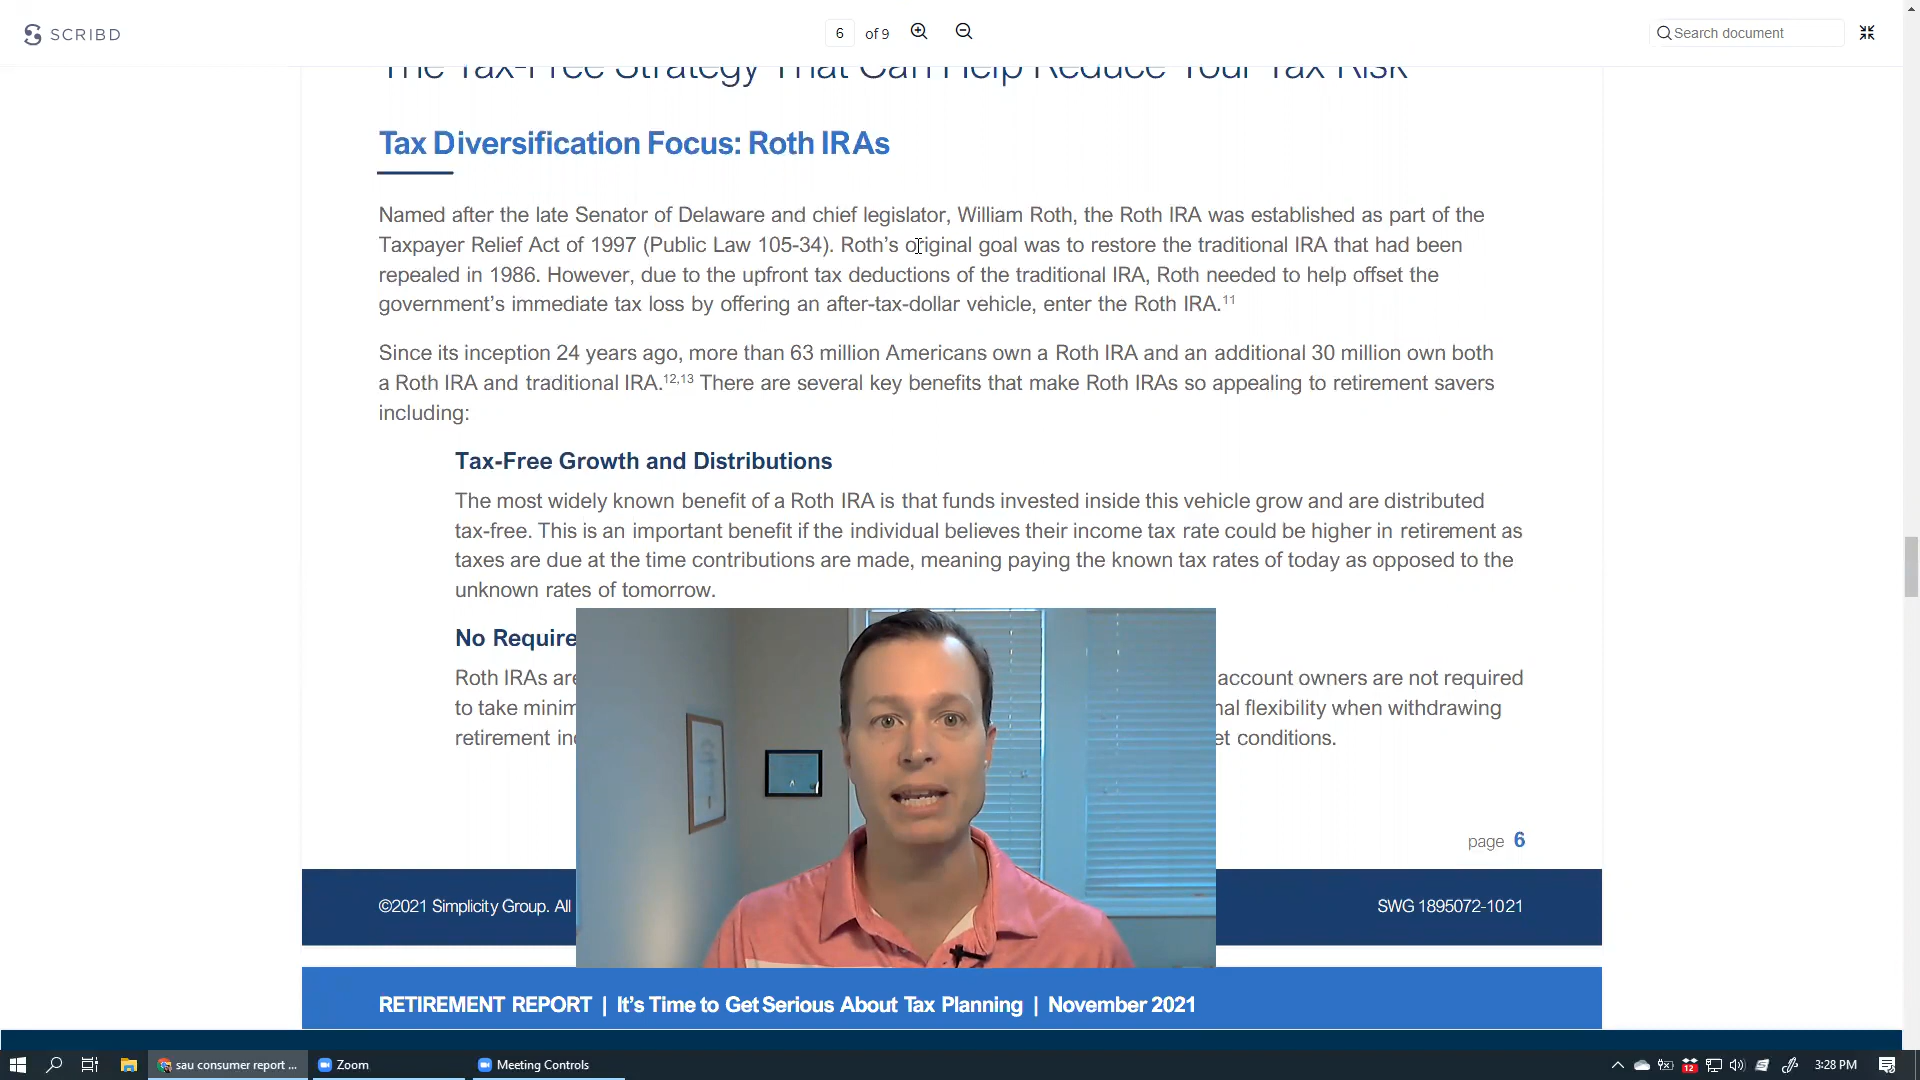 SCRIBD
6 of 9
Search document
The Tax-Free Strategy That Can Help Reduce Your Tax Risk
Tax Diversification Focus: Roth IRAs
Named after the late Senator of Delaware and chief legislator, William Roth, the Roth IRA was established as part of the
Taxpayer Relief Act of 1997 (Public Law 105-34). Roth’s original goal was to restore the traditional IRA that had been
repealed in 1986. However, due to the upfront tax deductions of the traditional IRA, Roth needed to help offset the
government’s immediate tax loss by offering an after-tax-dollar vehicle, enter the Roth IRA.11
Since its inception 24 years ago, more than 63 million Americans own a Roth IRA and an additional 30 million own both
a Roth IRA and traditional IRA.12,13 There are several key benefits that make Roth IRAs so appealing to retirement savers
including:
Tax-Free Growth and Distributions
The most widely known benefit of a Roth IRA is that funds invested inside this vehicle grow and are distributed
tax-free. This is an important benefit if the individual believes their income tax rate could be higher in retirement as
taxes are due at the time contributions are made, meaning paying the known tax rates of today as opposed to the
unknown rates of tomorrow.
No Require
Roth IRAs are account owners are not required
to take minim nal flexibility when withdrawing
retirement in et conditions.
page 6
©2021 Simplicity Group. All
SWG 1895072-1021
RETIREMENT REPORT | It’s Time to Get Serious About Tax Planning | November 2021
sau consumer report ...
Zoom
Meeting Controls
12
3:28 PM